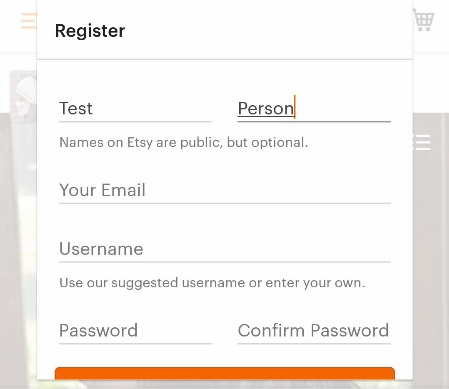 Register
Test Person
Names on Etsy are public, but optional.
Your Email
Username
Use our suggested username or enter your own.
Password Confirm Password